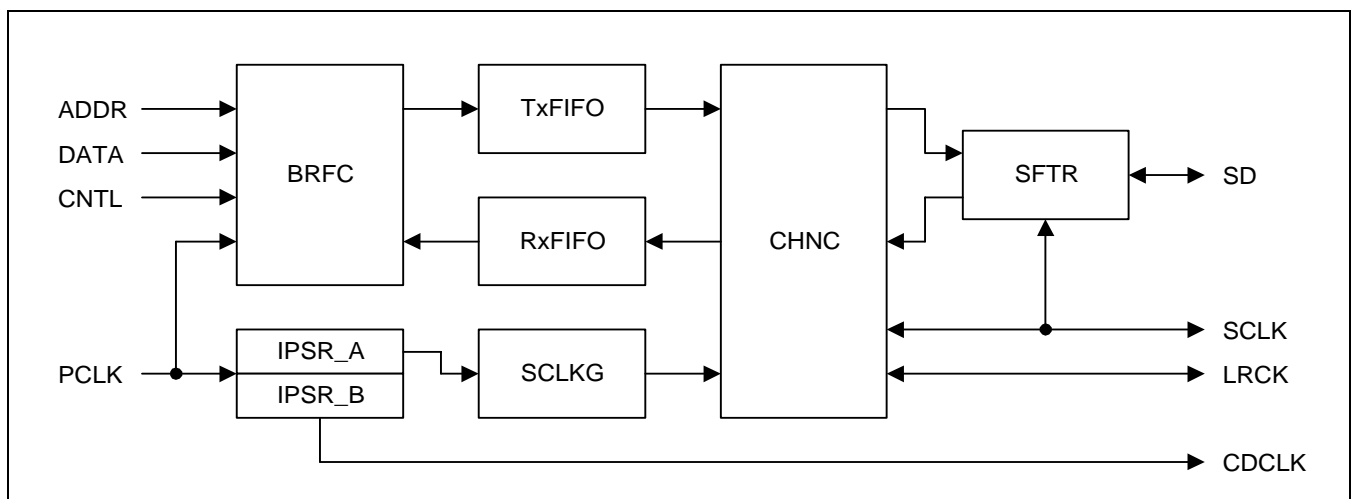 ADDR
DATA
CNTL
PCLK
BRFC
TxFIFO
RxFIFO
IPSR_A
IPSR_B
SCLKG
CHNC
SFTR
SD
SCLK
LRCK
CDCLK